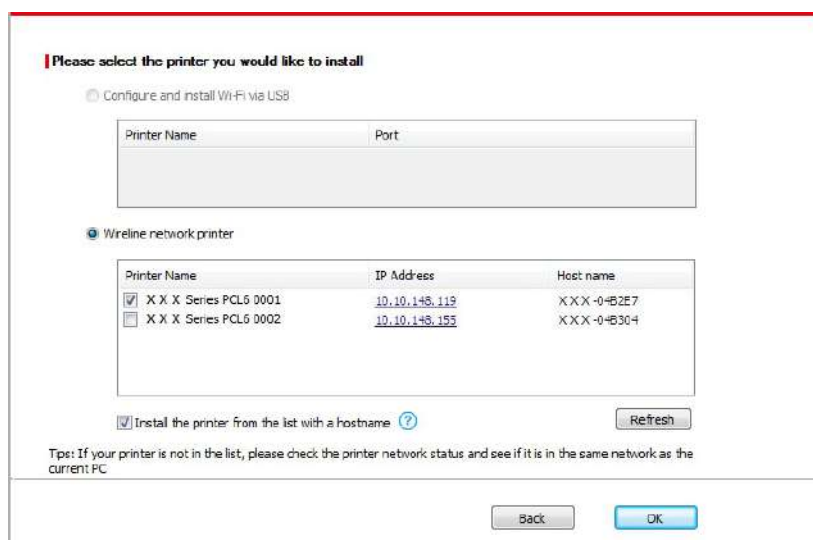 Please select the printer you would like to install
Configure and install Wi-Fi via USB
Printer Name Port
Wireline network printer
Printer Name IP Address Host name
X X X Series PCL6 0001 10.10.148.119 XXX-04B2E7
X X X Series PCL6 0002 10.10.148.155 XXX-04B304
Install the printer from the list with a hostname ? Refresh
Tips: If your printer is not in the list, please check the printer network status and see if it is in the same network as the
current PC
Back OK